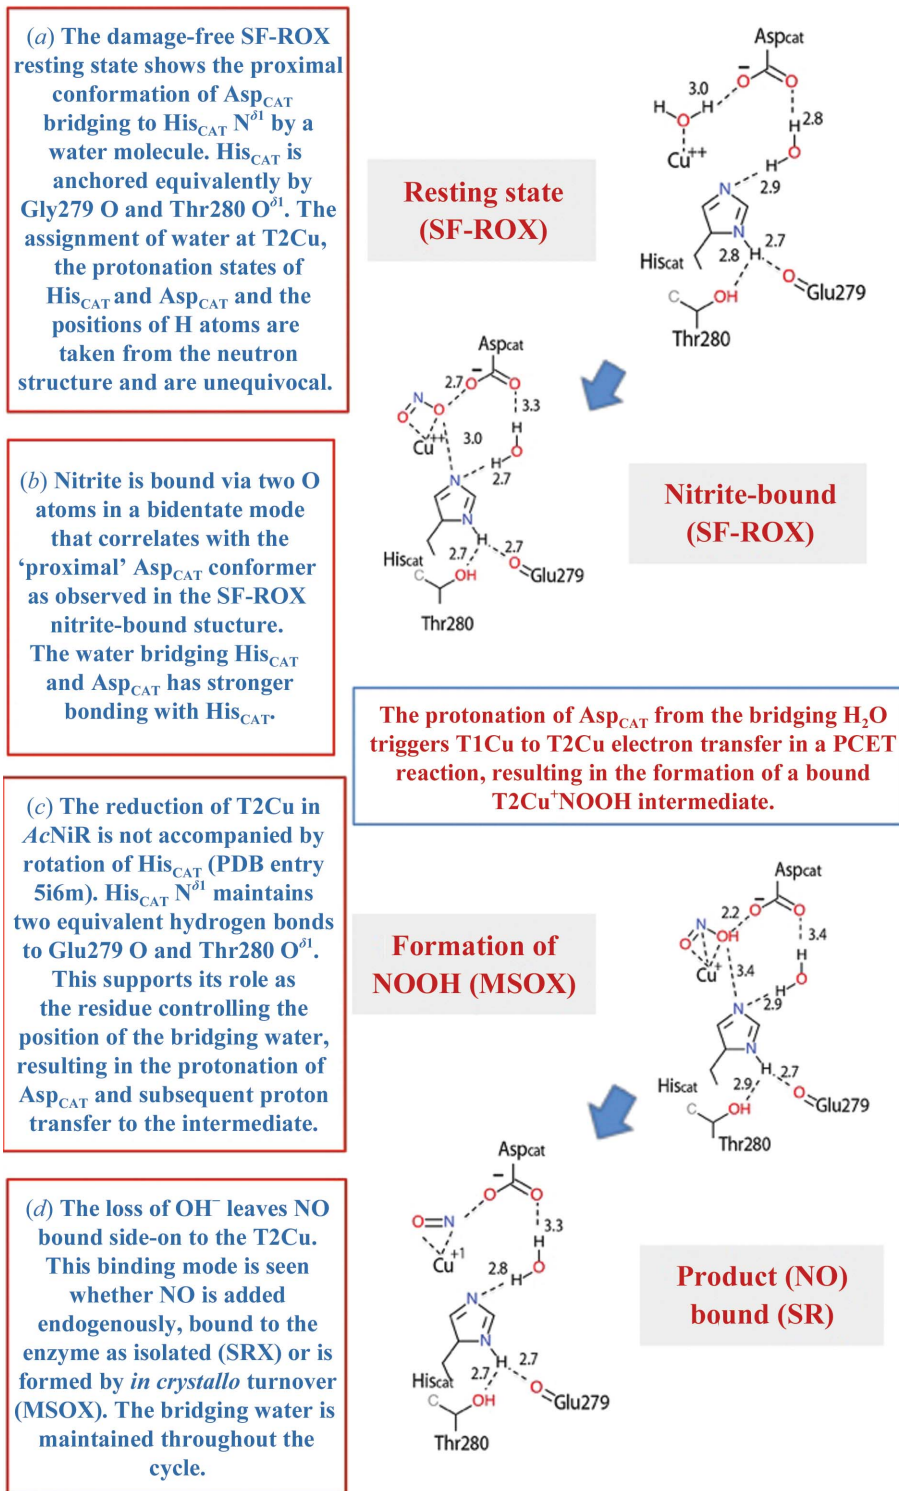 (a) The damage-free SF-ROX
resting state shows the proximal
conformation of AspCAT
bridging to HisCAT Nδ1 by a
water molecule. HisCAT is
anchored equivalently by
Gly279 O and Thr280 Oδ1. The
assignment of water at T2Cu,
the protonation states of
HisCAT and AspCAT and the
positions of H atoms are
taken from the neutron
structure and are unequivocal.
Resting state
(SF-ROX)
Aspcat
−
O
O
3.0
H
H
O
Cu++
2.8
H
O
H
2.9
N
N
H
2.7
2.8
Hiscat
O
Glu279
C
OH
Thr280
(b) Nitrite is bound via two O
atoms in a bidentate mode
that correlates with the
‘proximal’ AspCAT conformer
as observed in the SF-ROX
nitrite-bound stucture.
The water bridging HisCAT
and AspCAT has stronger
bonding with HisCAT.
Aspcat
−
2.7
O
O
N
O
O
Cu++
3.3
3.0
H
H
O
2.7
N
N
H
2.7
2.7
Hiscat
O
Glu279
C
OH
Thr280
Nitrite-bound
(SF-ROX)
The protonation of AspCAT from the bridging H2O
triggers T1Cu to T2Cu electron transfer in a PCET
reaction, resulting in the formation of a bound
T2Cu+NOOH intermediate.
(c) The reduction of T2Cu in
AcNiR is not accompanied by
rotation of HisCAT (PDB entry
5i6m). HisCAT Nδ1 maintains
two equivalent hydrogen bonds
to Glu279 O and Thr280 Oδ1.
This supports its role as
the residue controlling the
position of the bridging water,
resulting in the protonation of
AspCAT and subsequent proton
transfer to the intermediate.
Formation of
NOOH (MSOX)
Aspcat
−
2.2
O
O
N
O
OH
Cu+
3.4
3.4
H
H
O
2.9
N
N
H
2.7
2.9
Hiscat
O
Glu279
C
OH
Thr280
(d) The loss of OH− leaves NO
bound side-on to the T2Cu.
This binding mode is seen
whether NO is added
endogenously, bound to the
enzyme as isolated (SRX) or is
formed by in crystallo turnover
(MSOX). The bridging water is
maintained throughout the
cycle.
Aspcat
−
O
O
O
N
Cu+1
3.3
H
2.8
H
O
N
N
H
2.7
2.7
Hiscat
O
Glu279
C
OH
Thr280
Product (NO)
bound (SR)